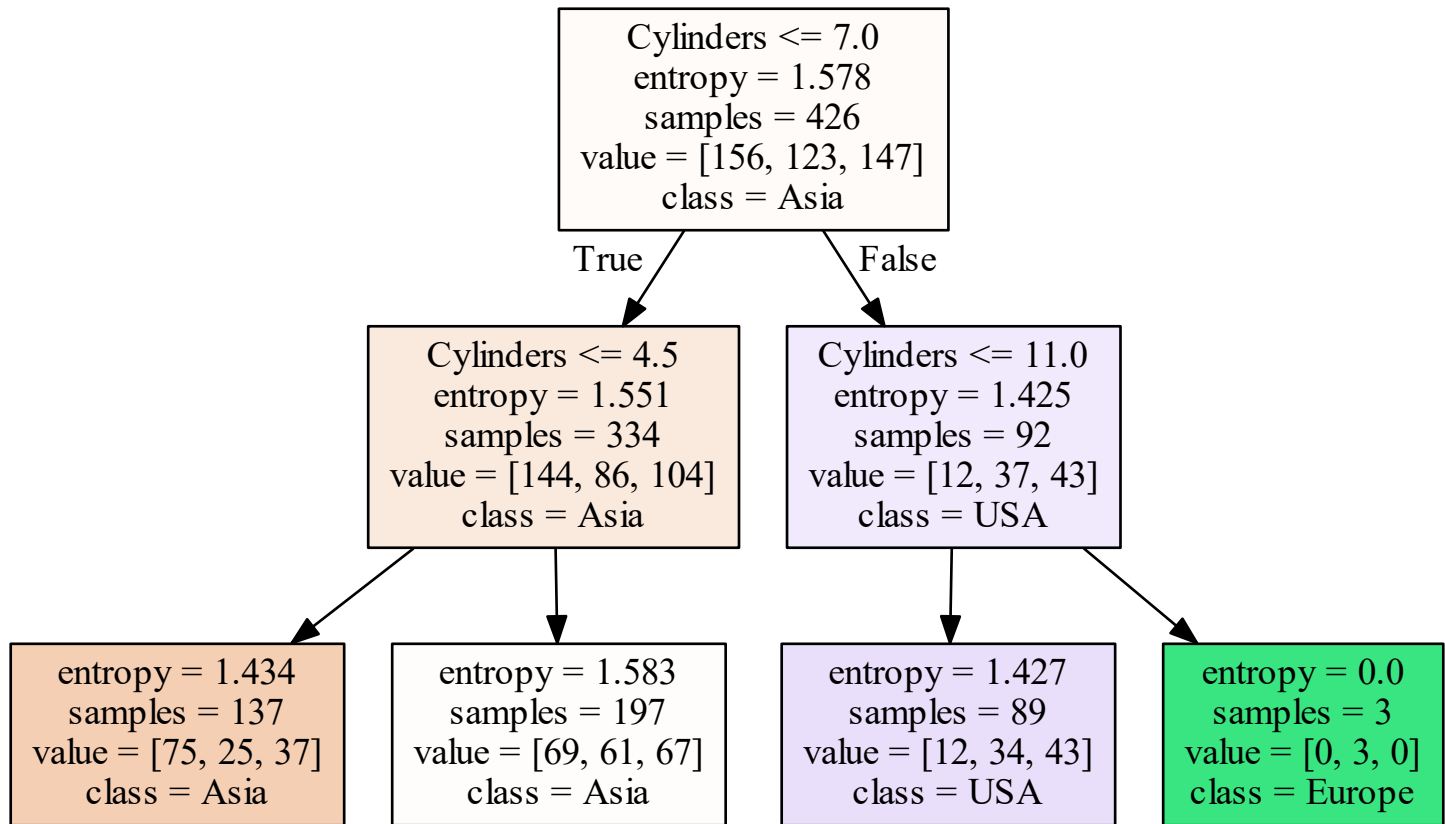 Cylinders <= 7.0
entropy = 1.578
samples = 426
value = [156, 123, 147]
class = Asia
True
False
Cylinders <= 4.5
entropy = 1.551
samples = 334
value = [144, 86, 104]
class = Asia
Cylinders <= 11.0
entropy = 1.425
samples = 92
value = [12, 37, 43]
class = USA
entropy = 1.434
samples = 137
value = [75, 25, 37]
class = Asia
entropy = 1.583
samples = 197
value = [69, 61, 67]
class = Asia
entropy = 1.427
samples = 89
value = [12, 34, 43]
class = USA
entropy = 0.0
samples = 3
value = [0, 3, 0]
class = Europe